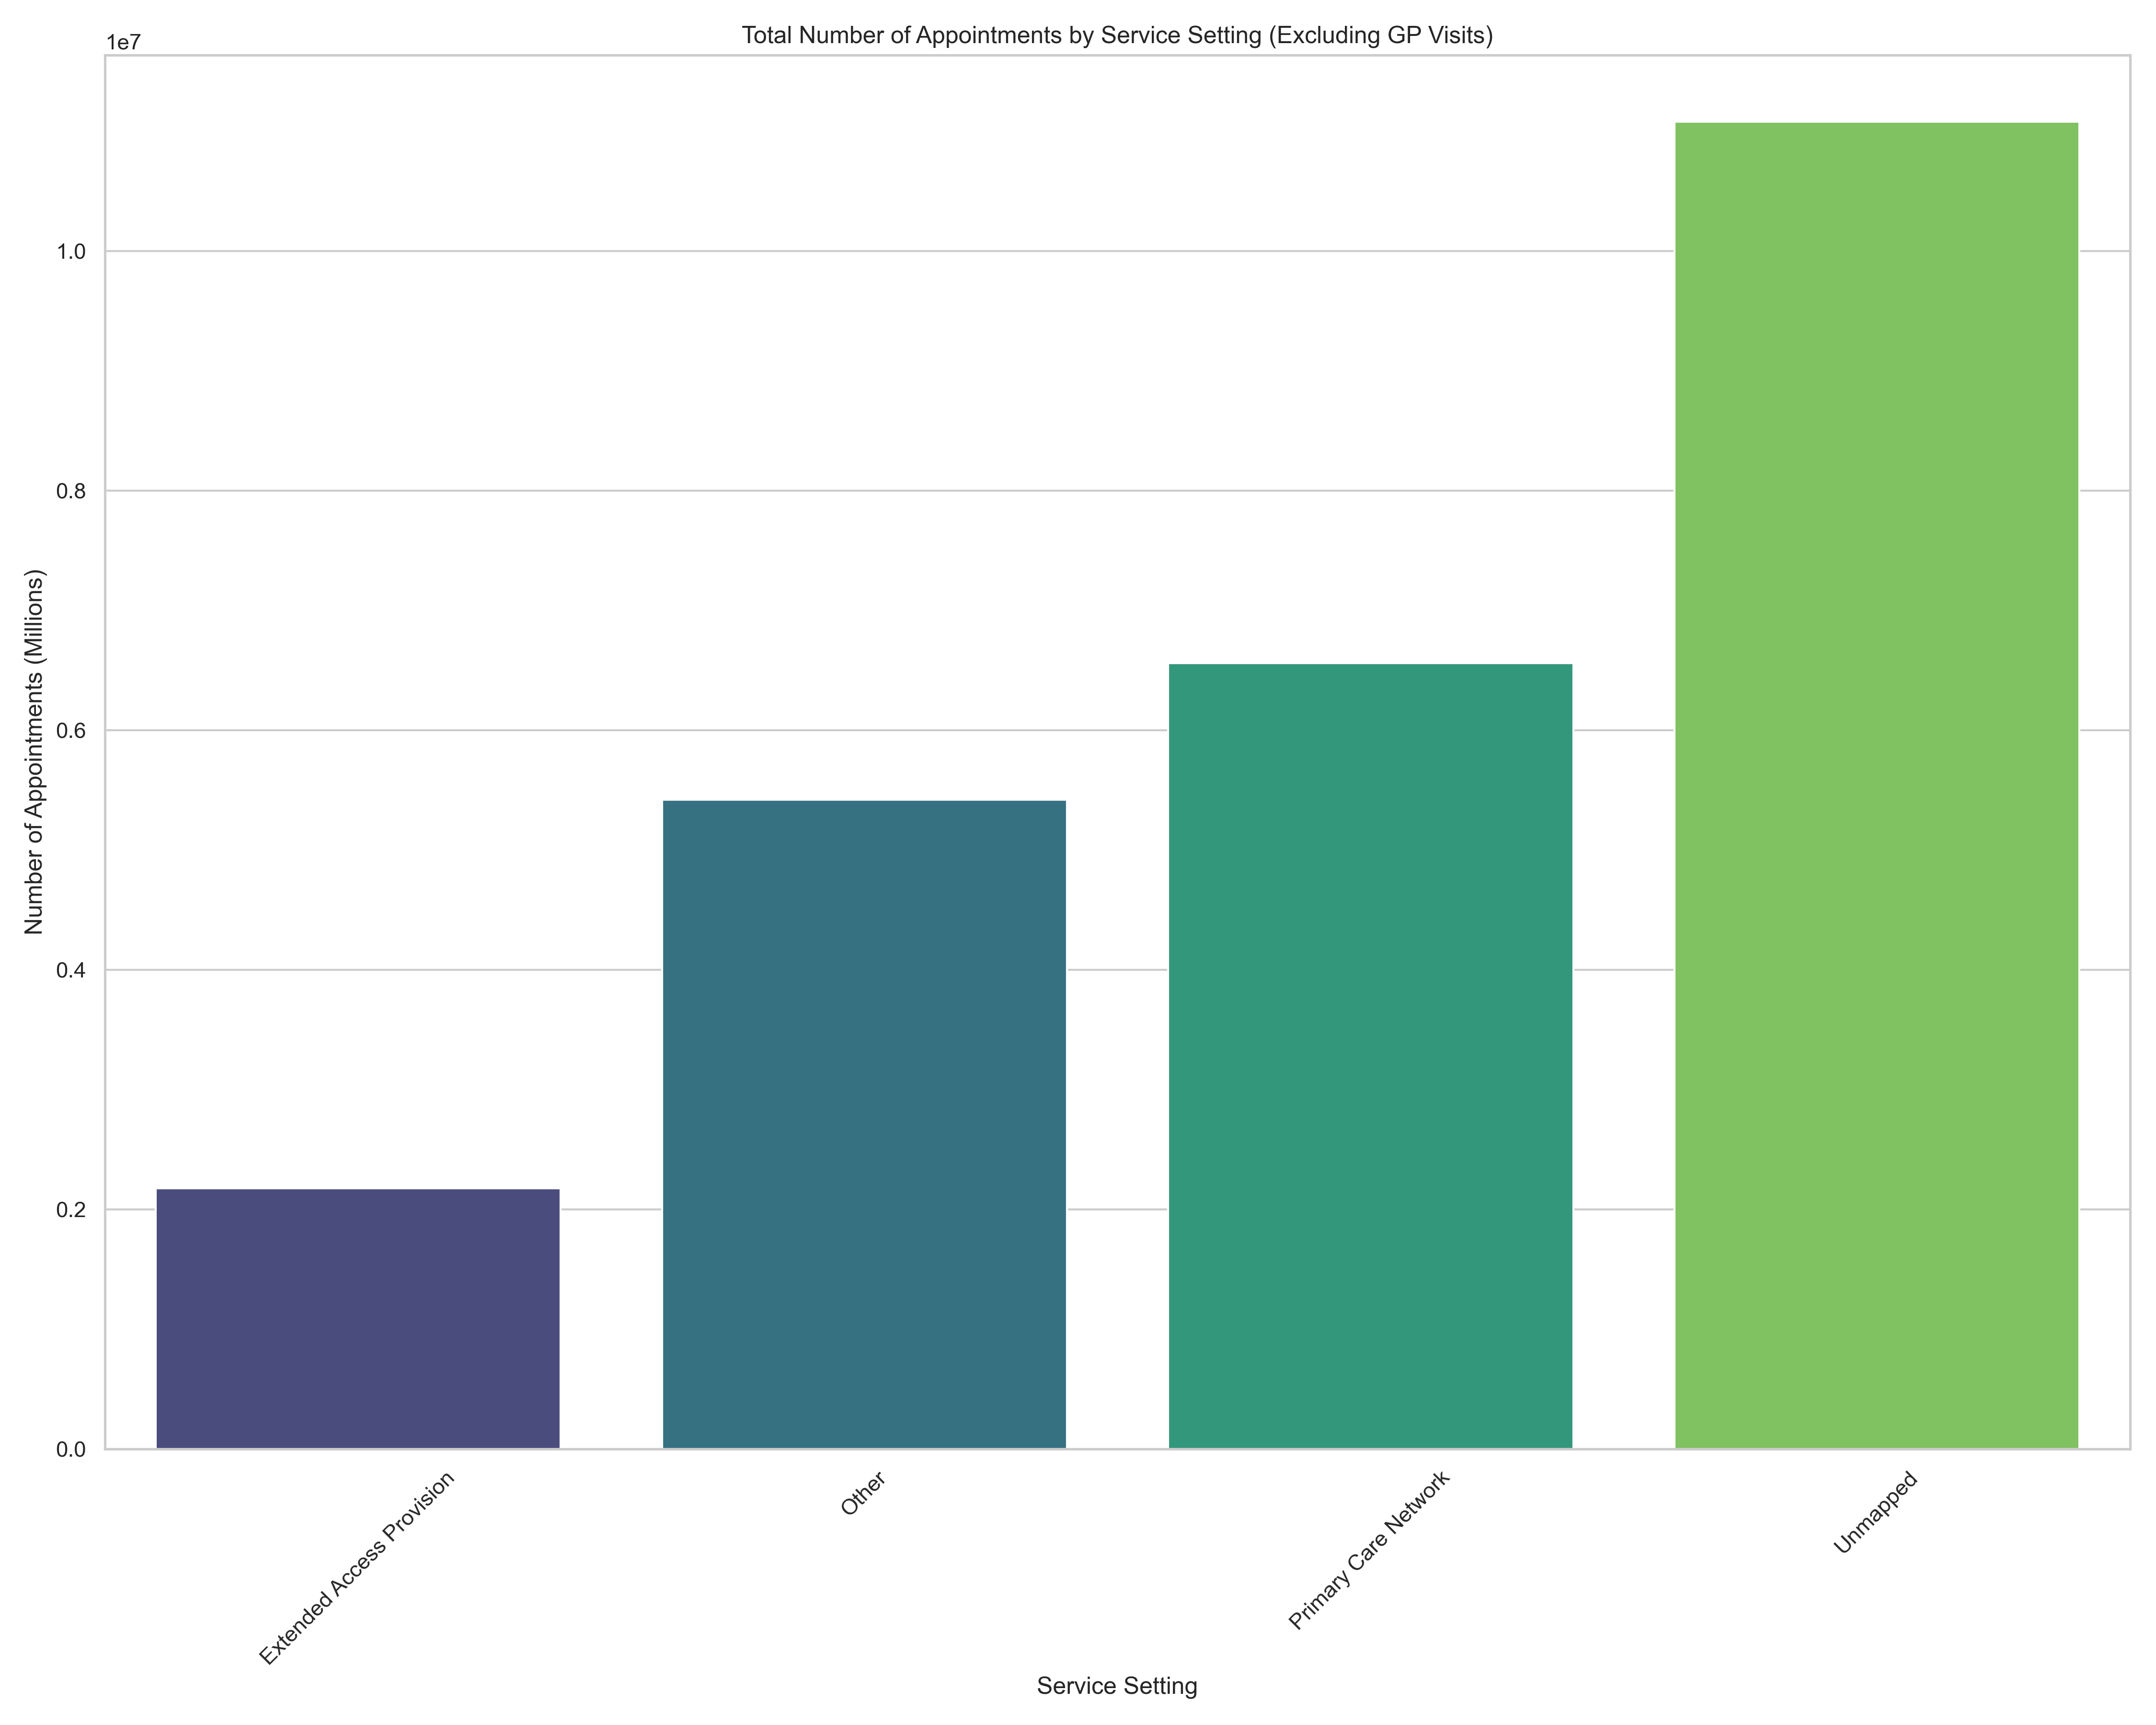 Total Number of Appointments by Service Setting (Excluding GP Visits)
1e7
1.0
0.8
0.6
0.4
0.2
0.0
Number of Appointments (Millions)
Extended Access Provision
Other
Primary Care Network
Unmapped
Service Setting